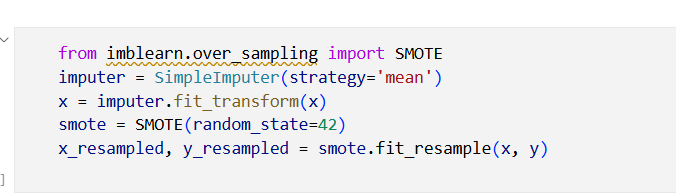 from imblearn.over_sampling import SMOTE
imputer = SimpleImputer(strategy='mean')
x = imputer.fit_transform(x)
smote = SMOTE(random_state=42)
x_resampled, y_resampled = smote.fit_resample(x, y)
]